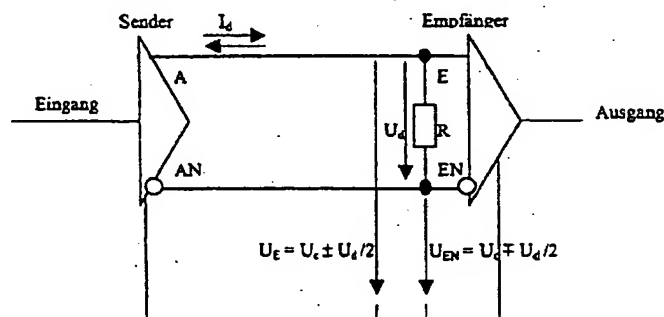 Sender
I_d
Empfänger
A
E
Eingang
Ausgang
U_d
R
AN
EN
U_E = U_c ± U_d/2
U_EN = U_c ∓ U_d/2